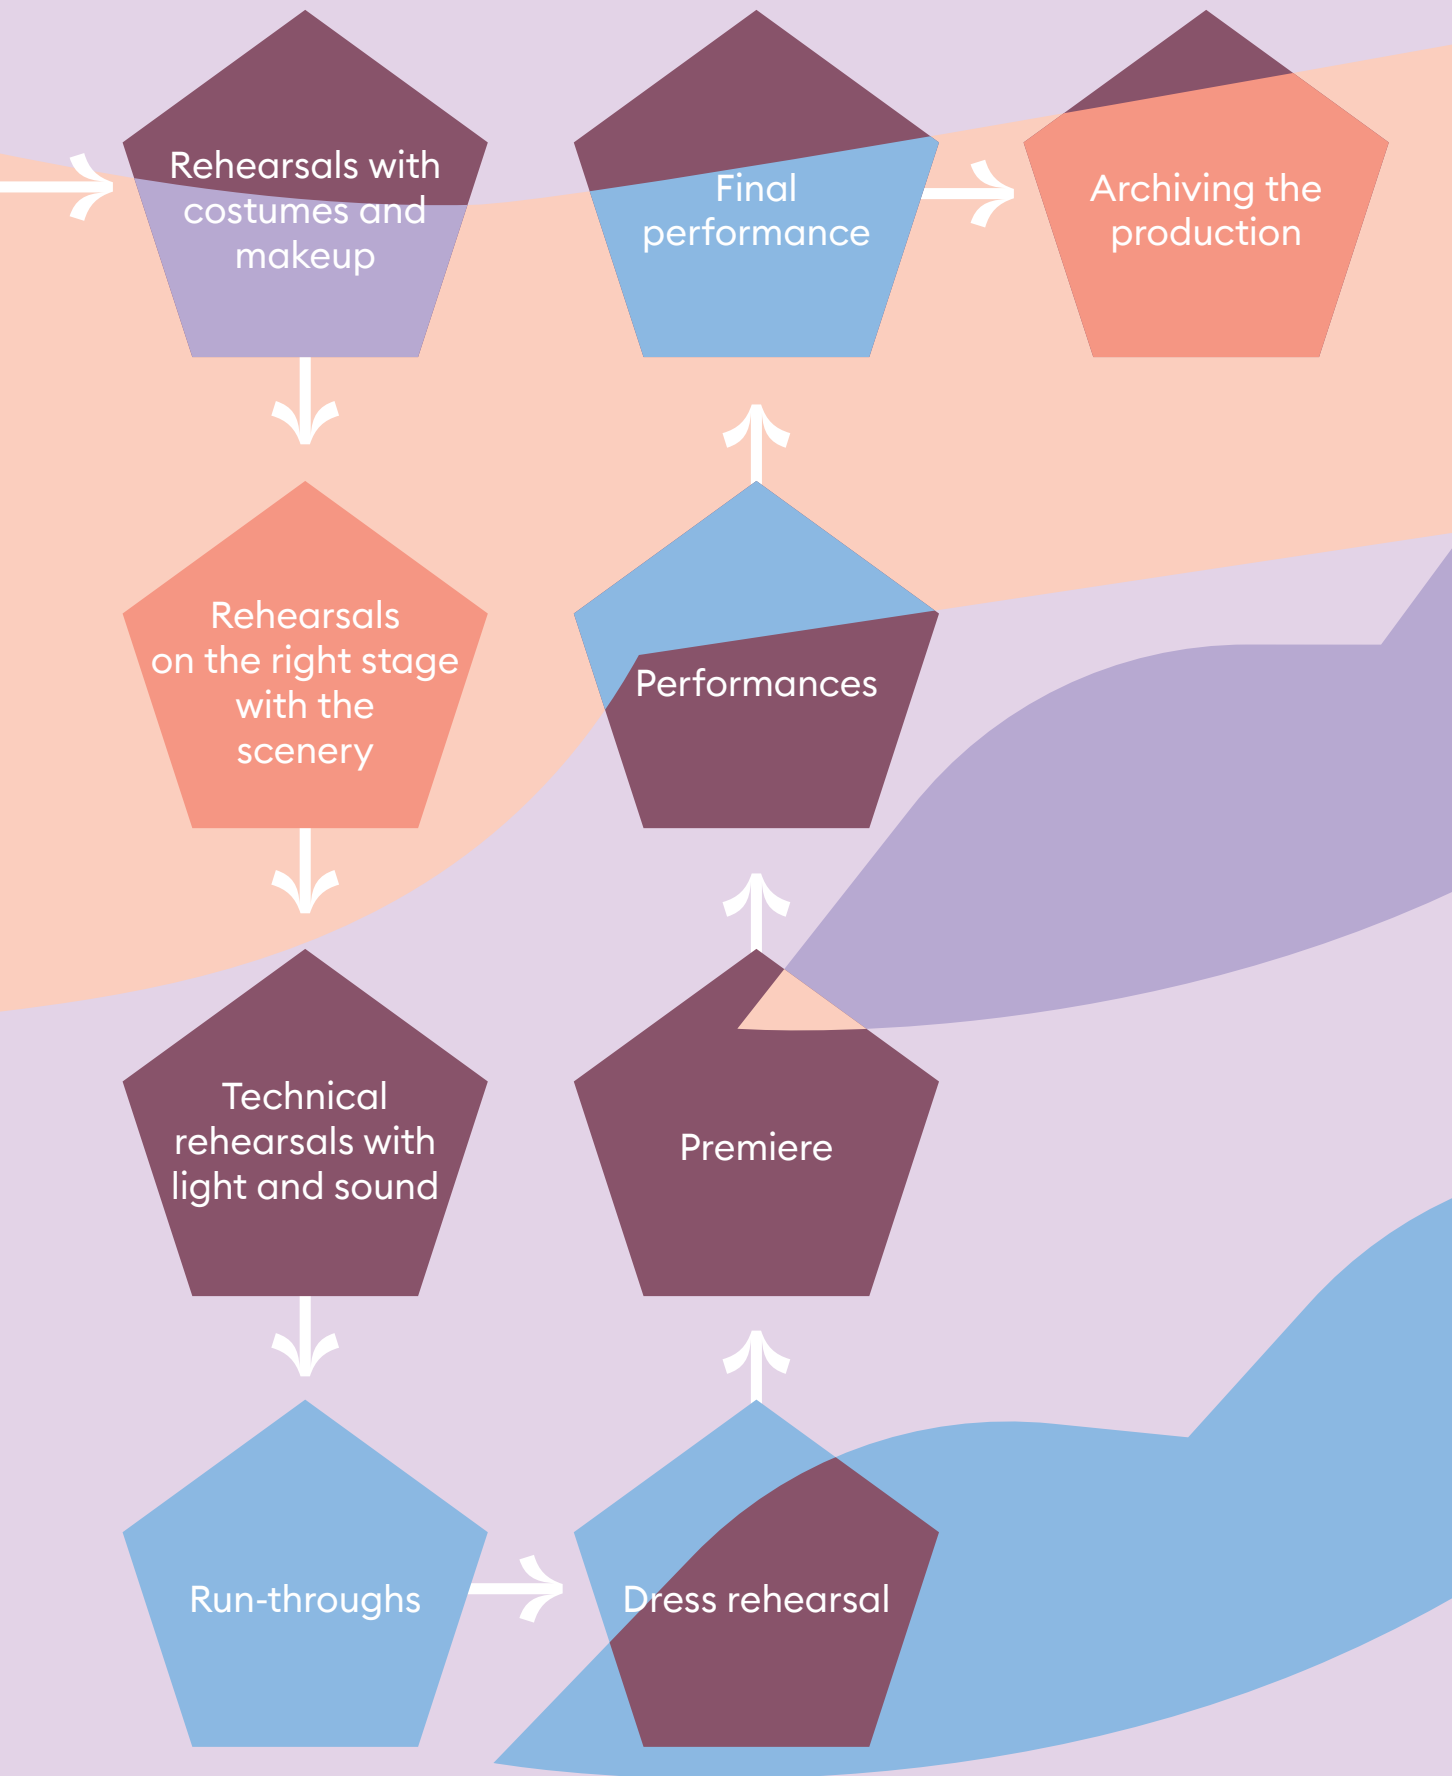 Rehearsals with
costumes and
makeup
Rehearsals
on the right stage
with the
scenery
Technical
rehearsals with
light and sound
Run-throughs
Dress rehearsal
Premiere
Performances
Final
performance
Archiving the
production